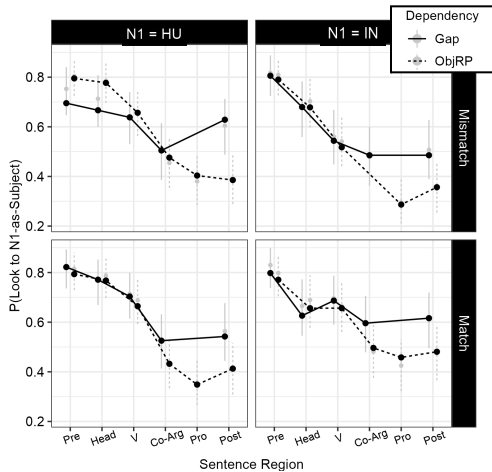 Dependency
Gap
ObjRP
N1 = HU
N1 = IN
Mismatch
Match
P(Look to N1-as-Subject)
0.8
0.6
0.4
0.2
0.8
0.6
0.4
0.2
Pre Head V Co-Arg Pro Post
Pre Head V Co-Arg Pro Post
Sentence Region